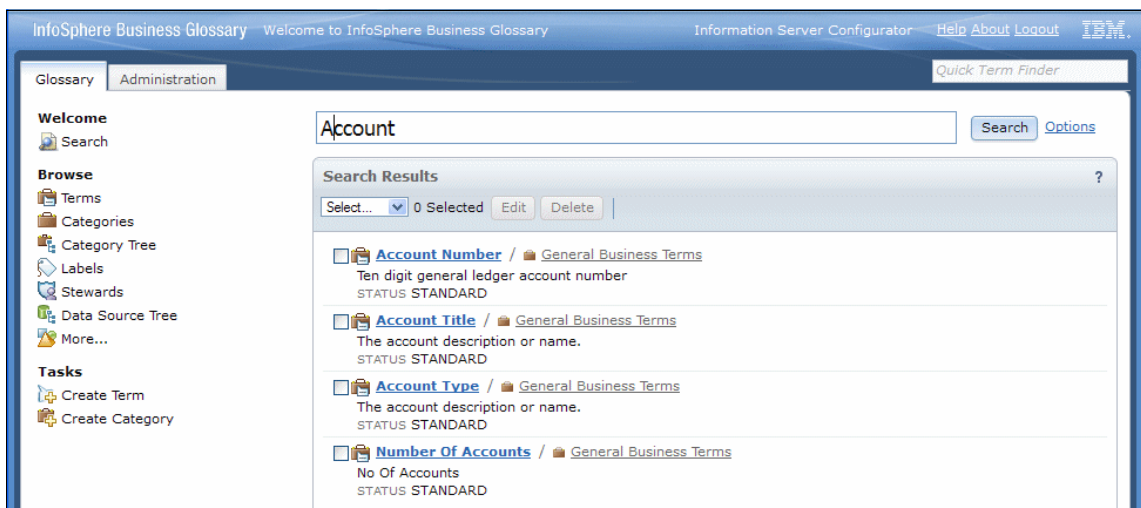 InfoSphere Business Glossary Welcome to InfoSphere Business Glossary Information Server Configurator Help About Logout IBM.
Glossary Administration Quick Term Finder
Welcome
Search
Browse
Terms
Categories
Category Tree
Labels
Stewards
Data Source Tree
More...
Tasks
Create Term
Create Category
Account Search Options
Search Results ?
Select... 0 Selected Edit Delete
Account Number / General Business Terms
Ten digit general ledger account number
STATUS STANDARD
Account Title / General Business Terms
The account description or name.
STATUS STANDARD
Account Type / General Business Terms
The account description or name.
STATUS STANDARD
Number Of Accounts / General Business Terms
No Of Accounts
STATUS STANDARD